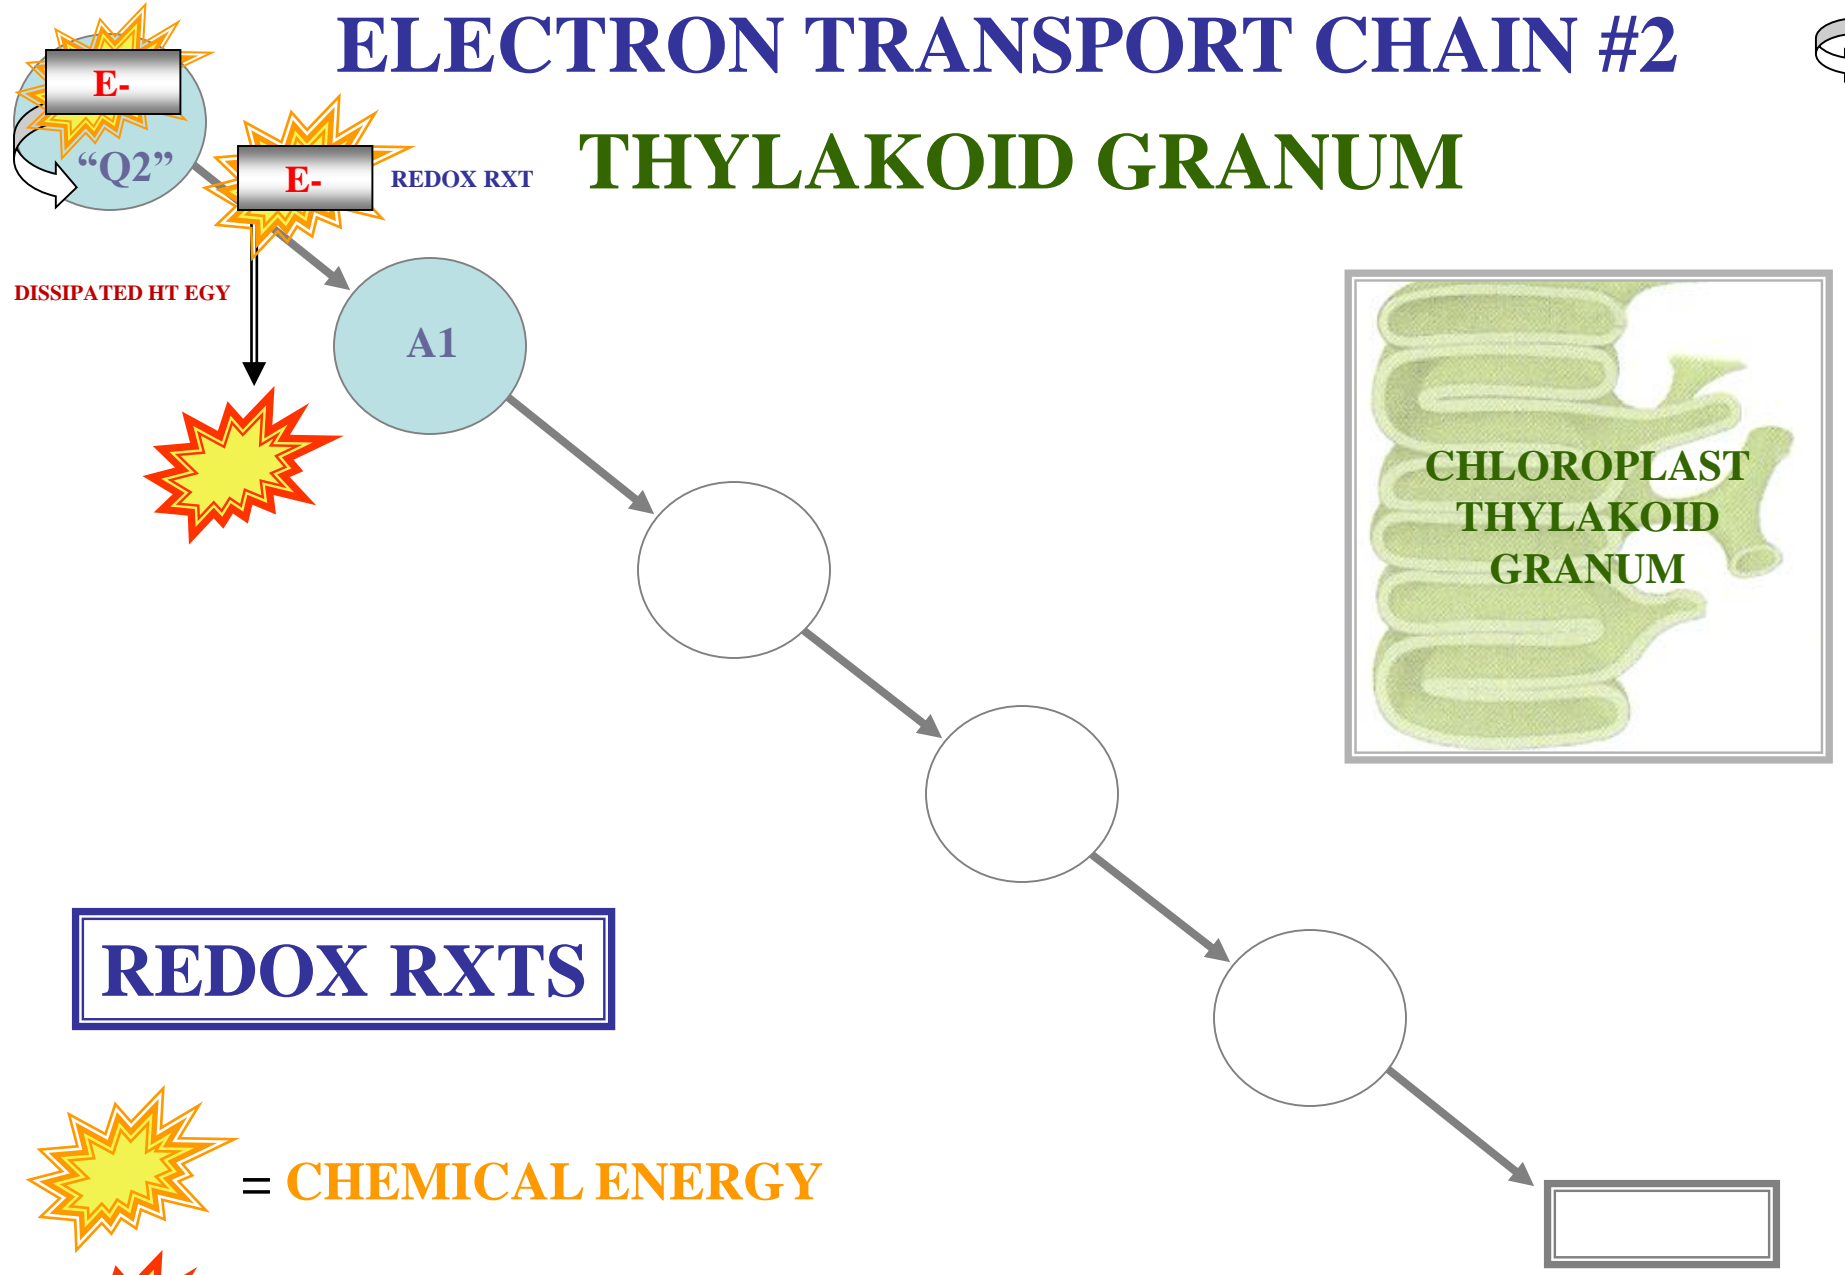 ELECTRON TRANSPORT CHAIN #2
THYLAKOID GRANUM
E-
“Q2”
E-
REDOX RXT
DISSIPATED HT EGY
A1
CHLOROPLAST
THYLAKOID
GRANUM
REDOX RXTS
= CHEMICAL ENERGY